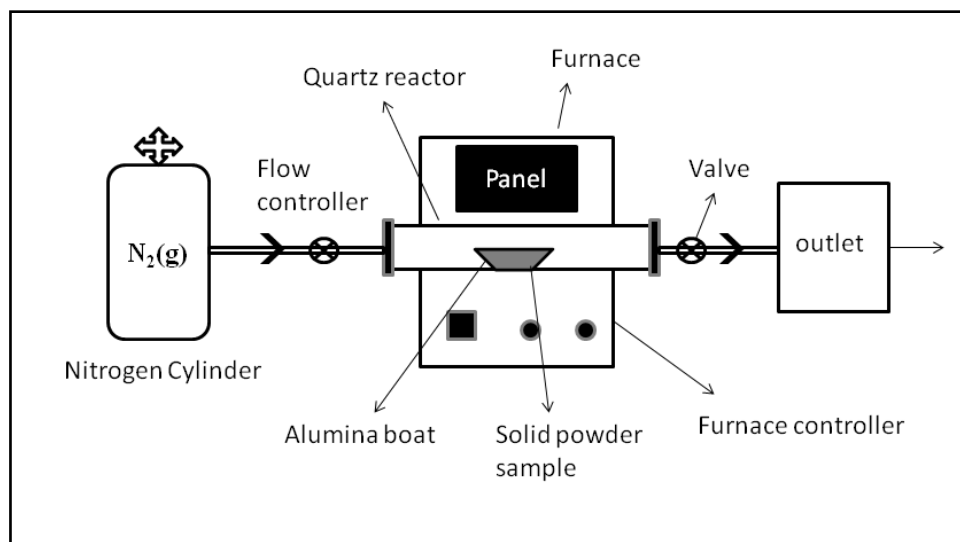 Furnace
Quartz reactor
Flow
controller
Panel
Valve
N₂(g)
outlet
Nitrogen Cylinder
Alumina boat
Solid powder
sample
Furnace controller